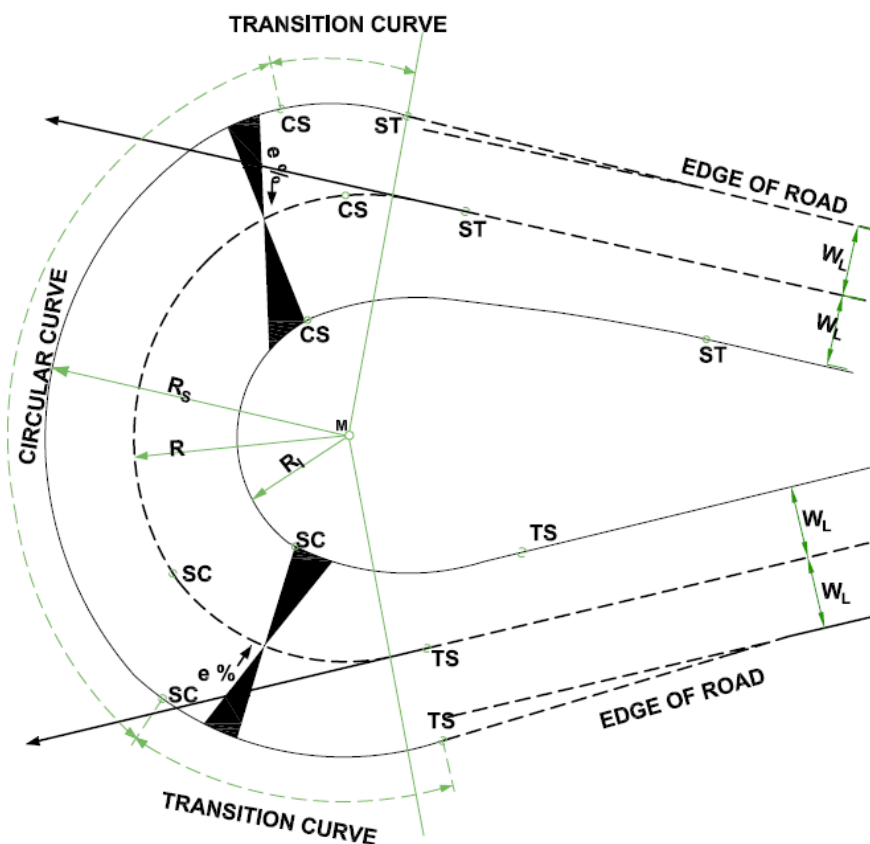 TRANSITION CURVE
CS
ST
EDGE OF ROAD
e %
CS
ST
W_L
W_L
CS
ST
CIRCULAR CURVE
R_S
M
R
R_I
SC
TS
W_L
SC
W_L
TS
e %
SC
TS
EDGE OF ROAD
TRANSITION CURVE